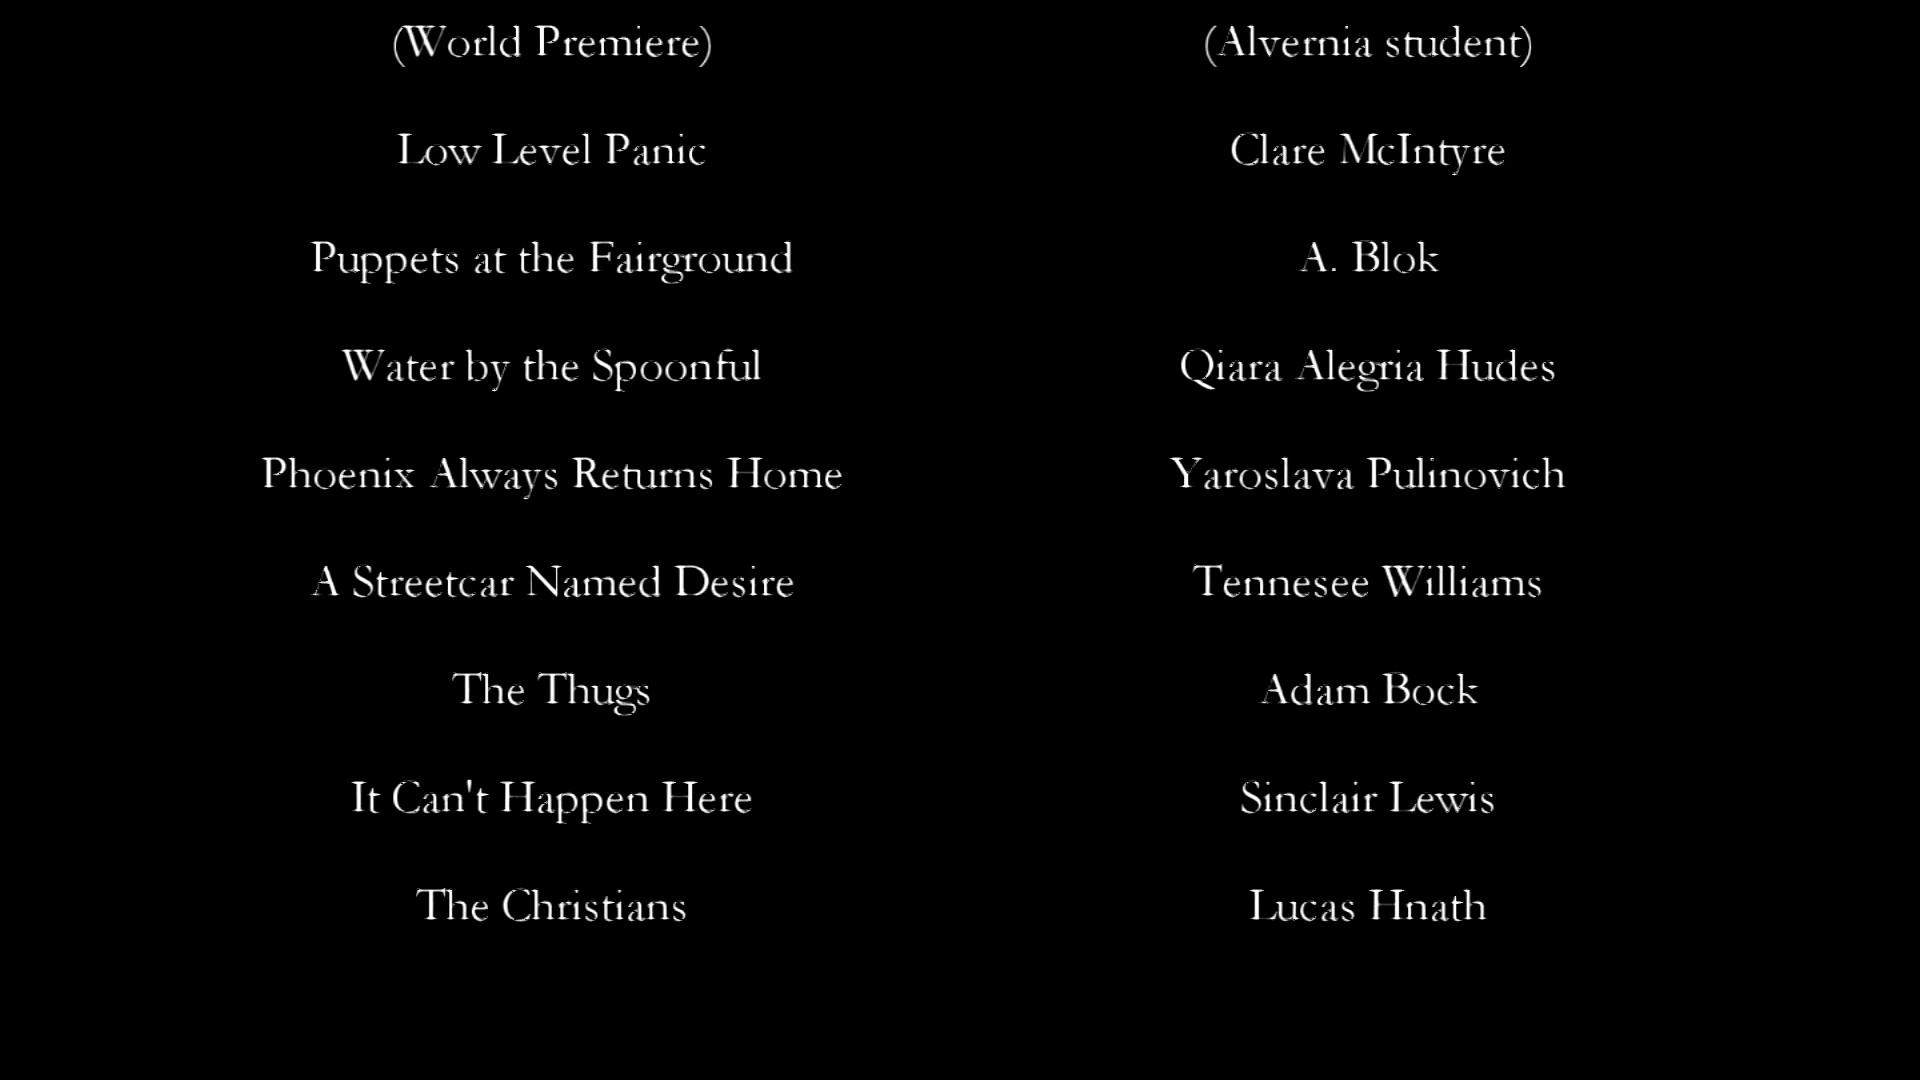 (World Premiere) (Alvernia student)
Low Level Panic Clare McIntyre
Puppets at the Fairground A. Blok
Water by the Spoonful Qiara Alegria Hudes
Phoenix Always Returns Home Yaroslava Pulinovich
A Streetcar Named Desire Tennesee Williams
The Thugs Adam Bock
It Can't Happen Here Sinclair Lewis
The Christians Lucas Hnath